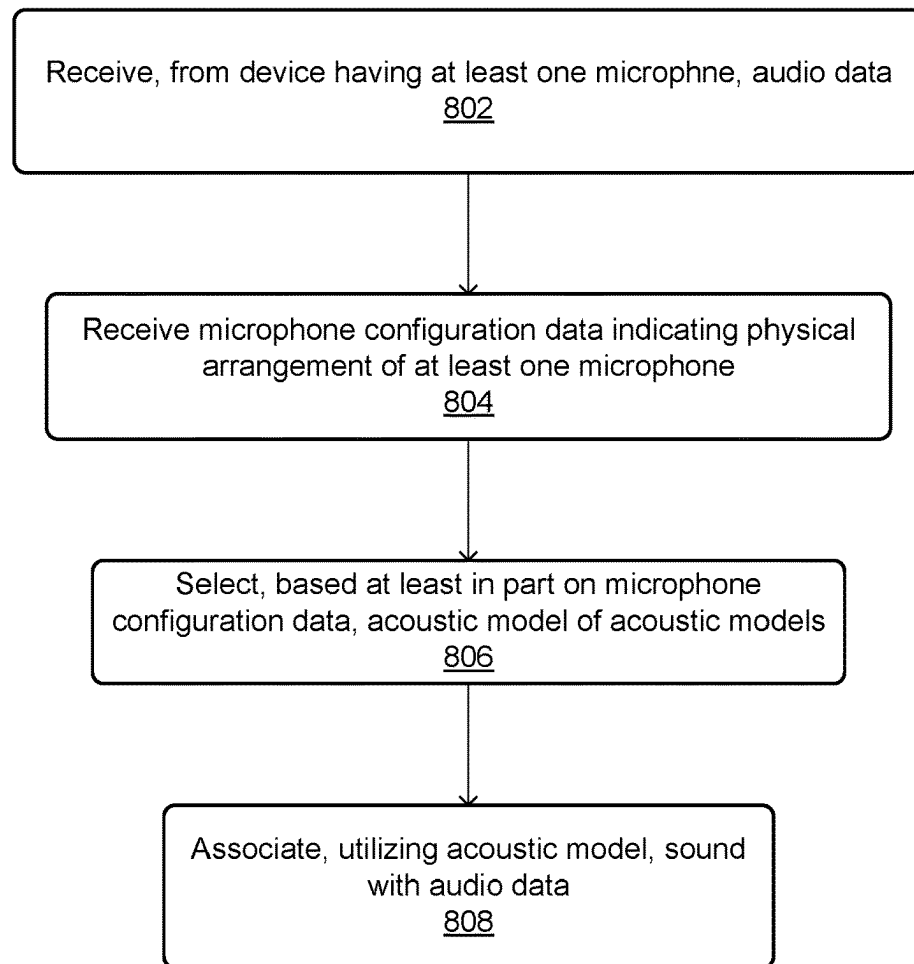 Receive, from device having at least one microphne, audio data
802
Receive microphone configuration data indicating physical
arrangement of at least one microphone
804
Select, based at least in part on microphone
configuration data, acoustic model of acoustic models
806
Associate, utilizing acoustic model, sound
with audio data
808